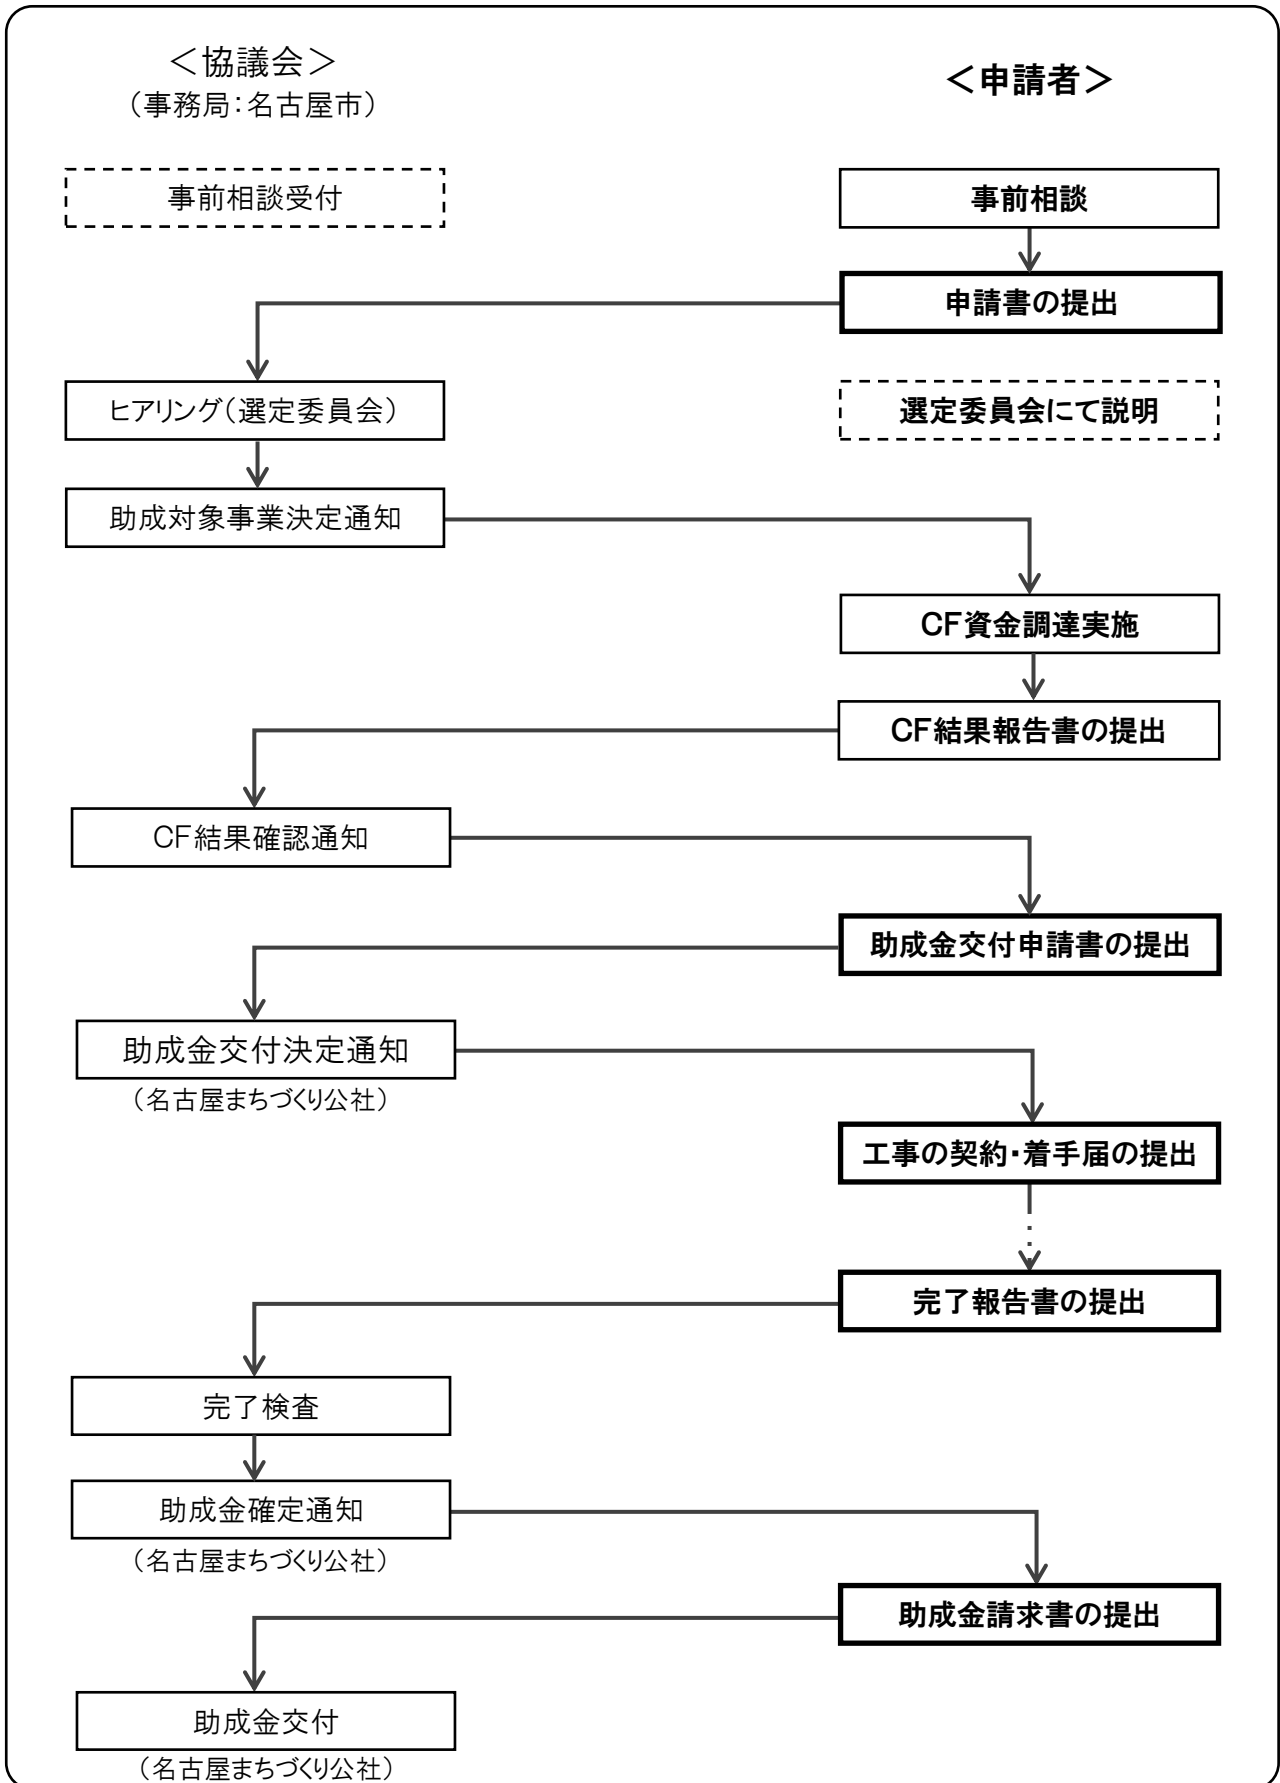 ＜協議会＞
（事務局：名古屋市）
＜申請者＞
事前相談受付
事前相談
申請書の提出
ヒアリング（選定委員会）
選定委員会にて説明
助成対象事業決定通知
CF資金調達実施
CF結果報告書の提出
CF結果確認通知
助成金交付申請書の提出
助成金交付決定通知
（名古屋まちづくり公社）
工事の契約・着手届の提出
完了報告書の提出
完了検査
助成金確定通知
（名古屋まちづくり公社）
助成金請求書の提出
助成金交付
（名古屋まちづくり公社）